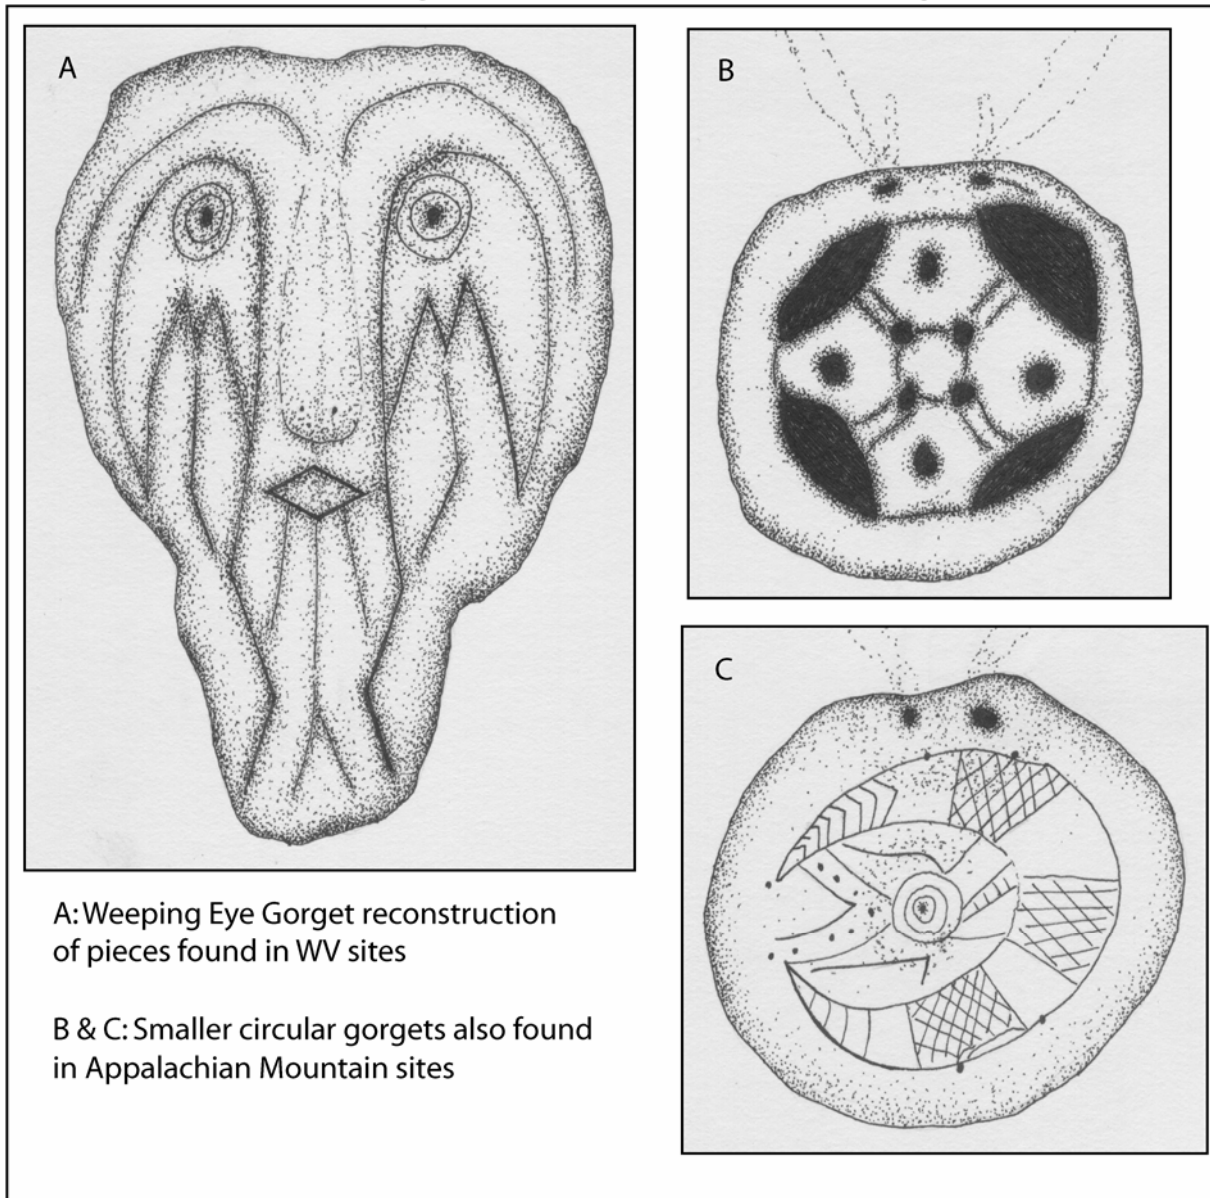 A
B
C
A: Weeping Eye Gorget reconstruction
of pieces found in WV sites
B & C: Smaller circular gorgets also found
in Appalachian Mountain sites